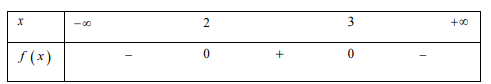 x −∞ 2 3 +∞
f(x) − 0 + 0 −